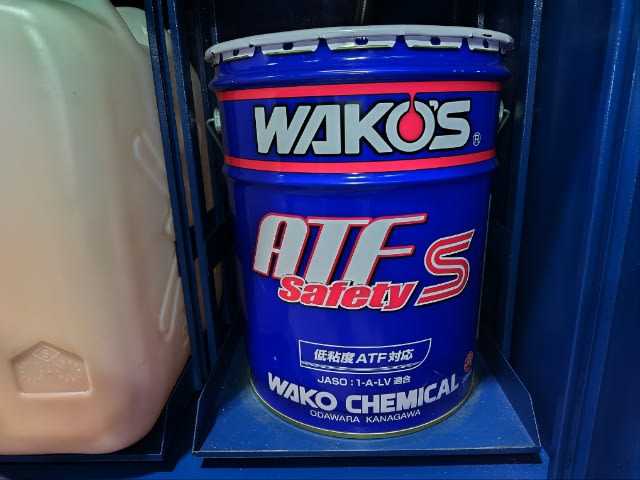 WAKO'S®
ATF S
Safety
低粘度ATF対応
JASO：1-A-LV 適合
WAKO CHEMICAL
ODAWARA KANAGAWA